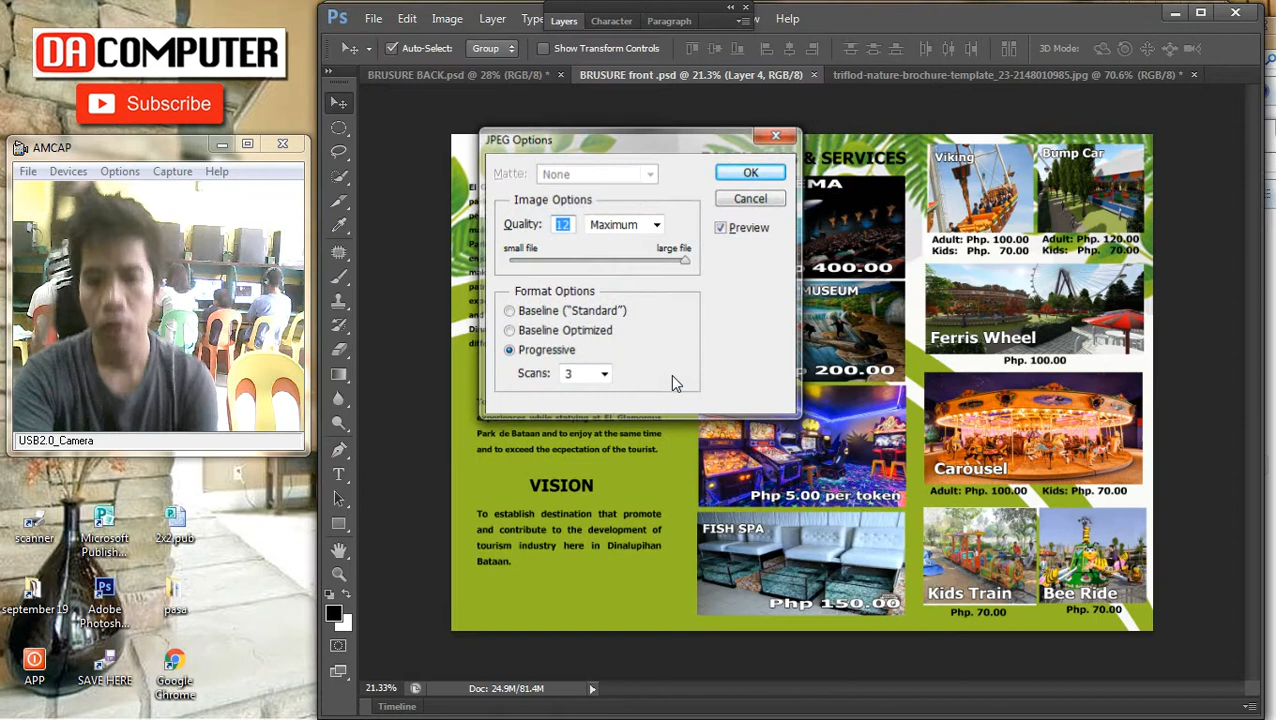 DA COMPUTER
Subscribe
AMCAP
File Devices Options Capture Help
USB2.0_Camera
scanner
Microsoft Publish...
2x2.pub
september 19
Adobe Photosh...
pasa
APP
SAVE HERE
Google Chrome
Ps File Edit Image Layer
Help
Layers Character Paragraph
Auto-Select: Group Show Transform Controls 3D Mode:
BRUSURE BACK.psd @ 28% (RGB/8) * BRUSURE front .psd @ 21.3% (Layer 4, RGB/8) triflod-nature-brochure-template_23-2148010985.jpg @ 70.6% (RGB/8) *
JPEG Options
Matte: None
OK
Image Options
Cancel
Quality: 12 Maximum
Preview
small file large file
Format Options
Baseline ("Standard")
Baseline Optimized
Progressive
Scans: 3
& SERVICES
400.00
MUSEUM
200.00
Php 5.00 per token
FISH SPA
Php 150.00
Viking
Bump Car
Adult: Php. 100.00
Kids: Php. 70.00
Adult: Php. 120.00
Kids: Php. 80.00
Ferris Wheel
Php. 100.00
Carousel
Adult: Php. 100.00 Kids: Php. 70.00
Kids Train
Php. 70.00
Bee Ride
Php. 70.00
Park de Bataan and to enjoy at the same time
and to exceed the ecpectation of the tourist.
VISION
To establish destination that promote
and contribute to the development of
tourism industry here in Dinalupihan
Bataan.
21.33% Doc: 24.9M/81.4M
Timeline